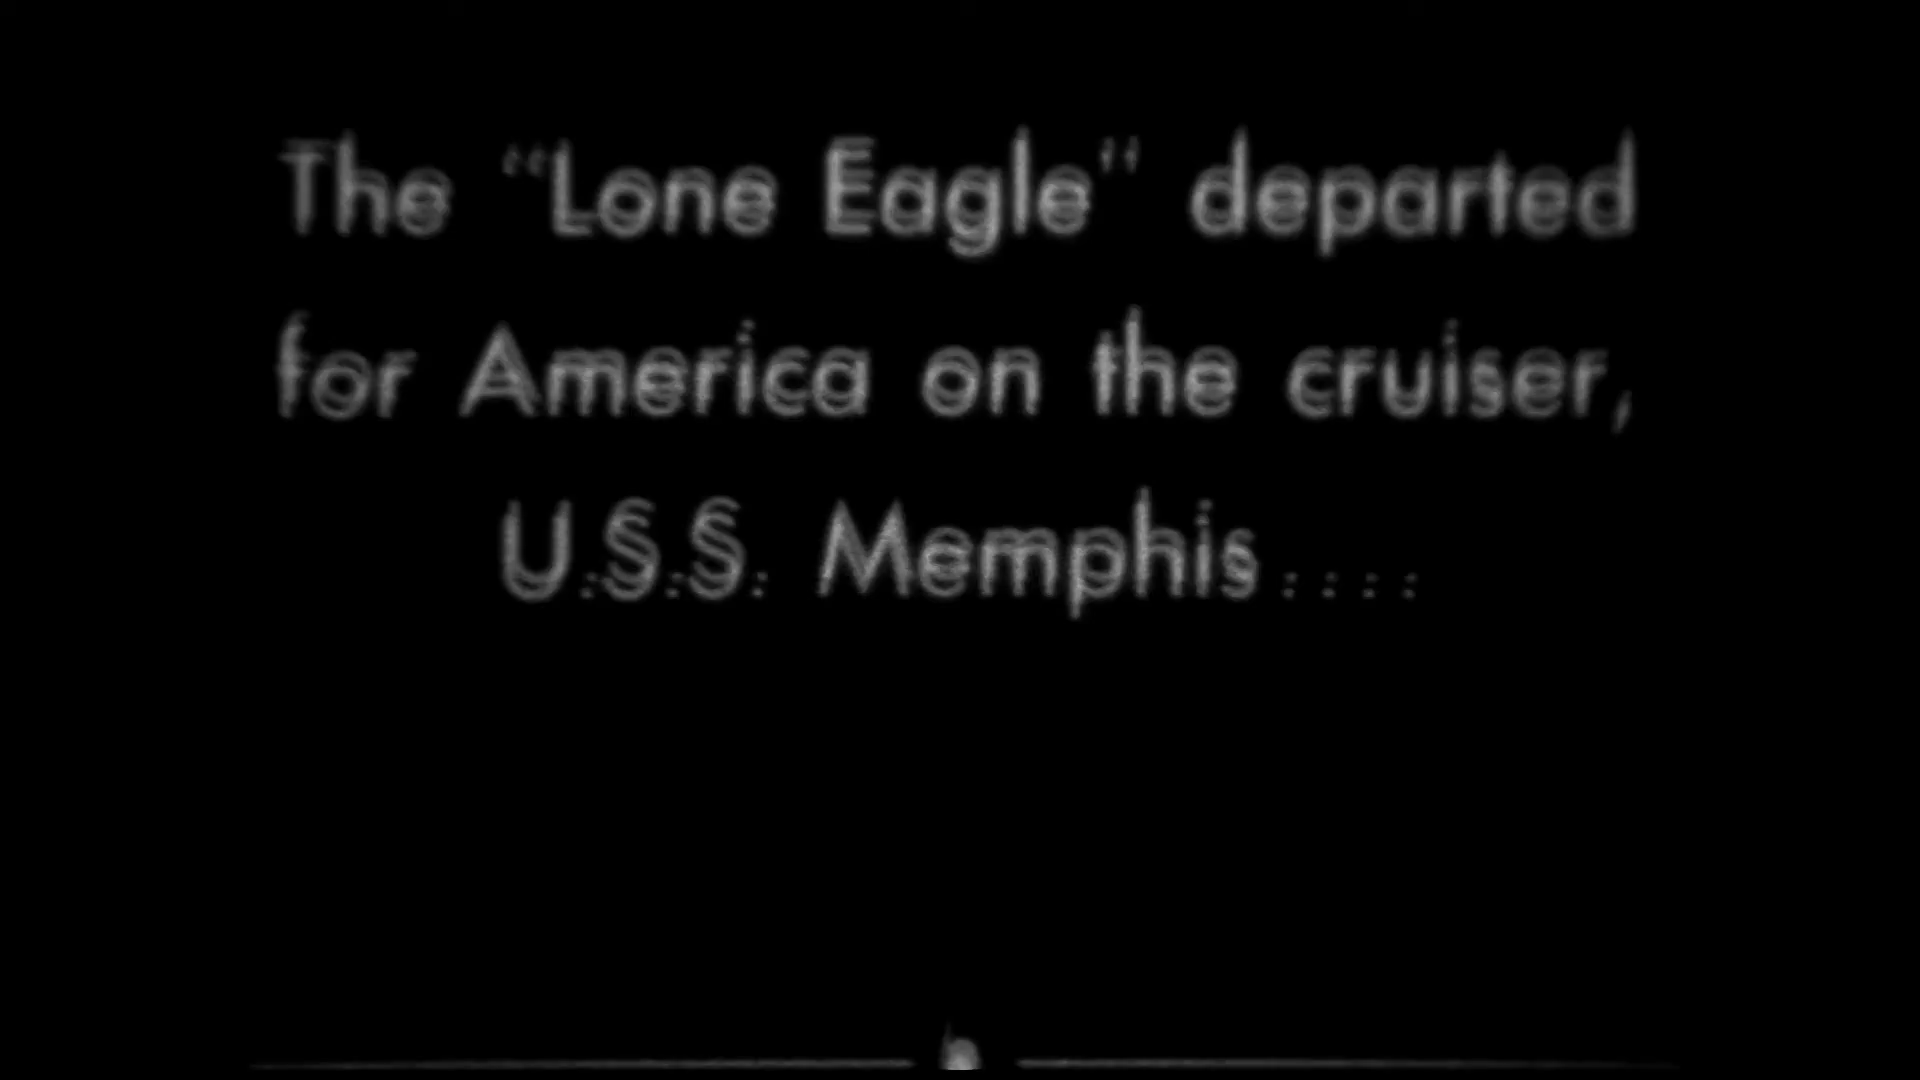 The “Lone Eagle” departed
for America on the cruiser,
U.S.S. Memphis....